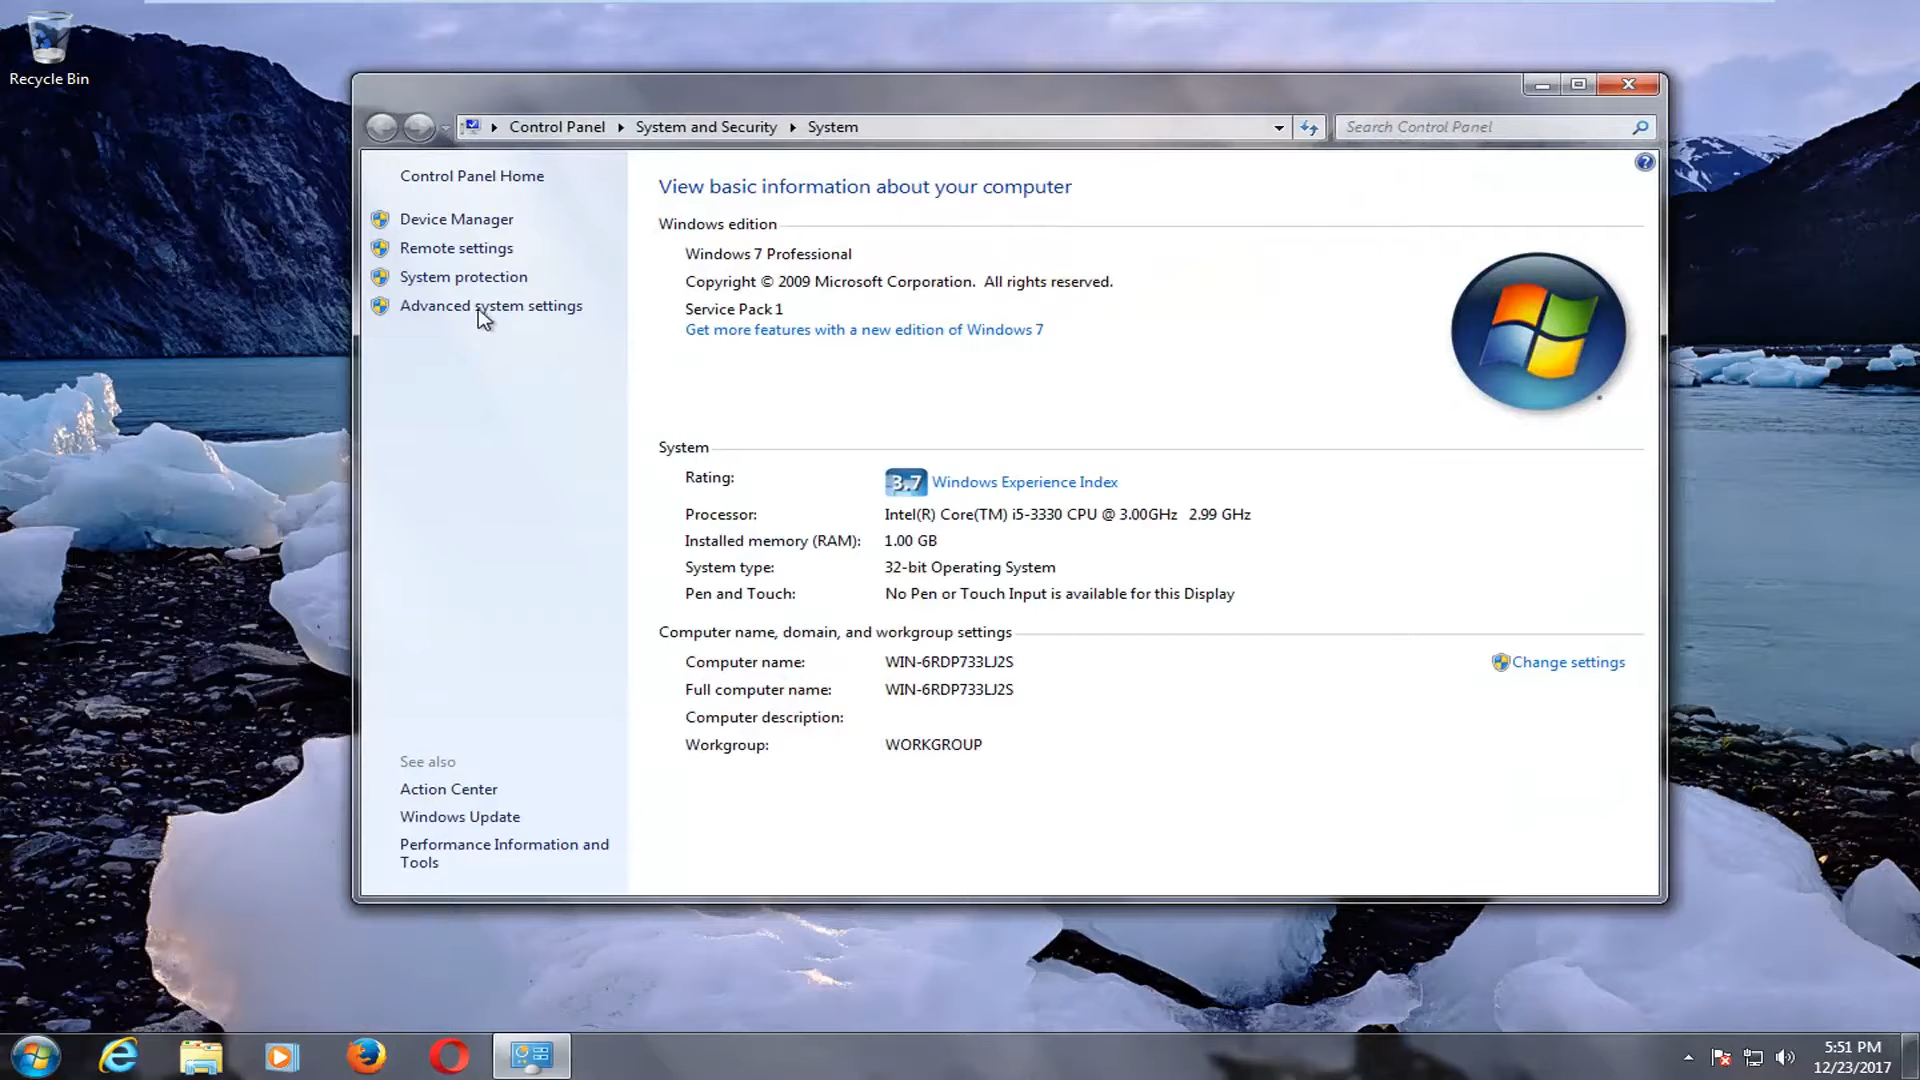 Recycle Bin
Control Panel
System and Security
System
Search Control Panel
Control Panel Home
Device Manager
Remote settings
System protection
Advanced system settings
See also
Action Center
Windows Update
Performance Information and
Tools
View basic information about your computer
Windows edition
Windows 7 Professional
Copyright © 2009 Microsoft Corporation.  All rights reserved.
Service Pack 1
Get more features with a new edition of Windows 7
System
Rating: 3.7 Windows Experience Index
Processor: Intel(R) Core(TM) i5-3330 CPU @ 3.00GHz   2.99 GHz
Installed memory (RAM): 1.00 GB
System type: 32-bit Operating System
Pen and Touch: No Pen or Touch Input is available for this Display
Computer name, domain, and workgroup settings
Computer name: WIN-6RDP733LJ2S Change settings
Full computer name: WIN-6RDP733LJ2S
Computer description:
Workgroup: WORKGROUP
5:51 PM
12/23/2017